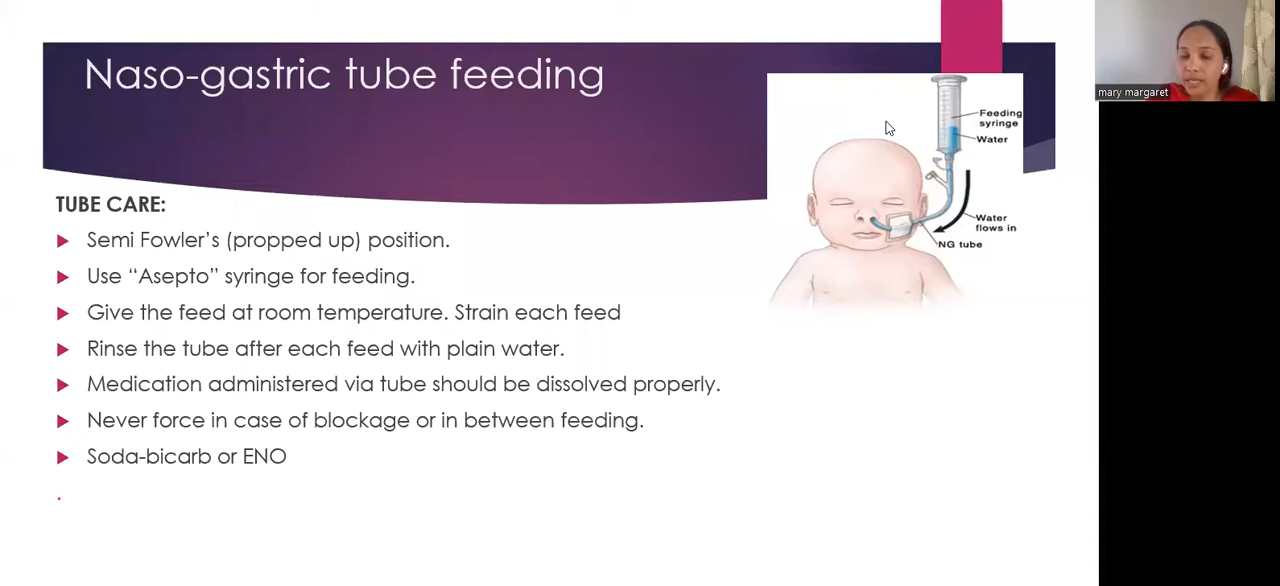 Naso-gastric tube feeding
mary margaret
Feeding
syringe
Water
Water
flows in
NG tube
TUBE CARE:
Semi Fowler’s (propped up) position.
Use “Asepto” syringe for feeding.
Give the feed at room temperature. Strain each feed
Rinse the tube after each feed with plain water.
Medication administered via tube should be dissolved properly.
Never force in case of blockage or in between feeding.
Soda-bicarb or ENO
.